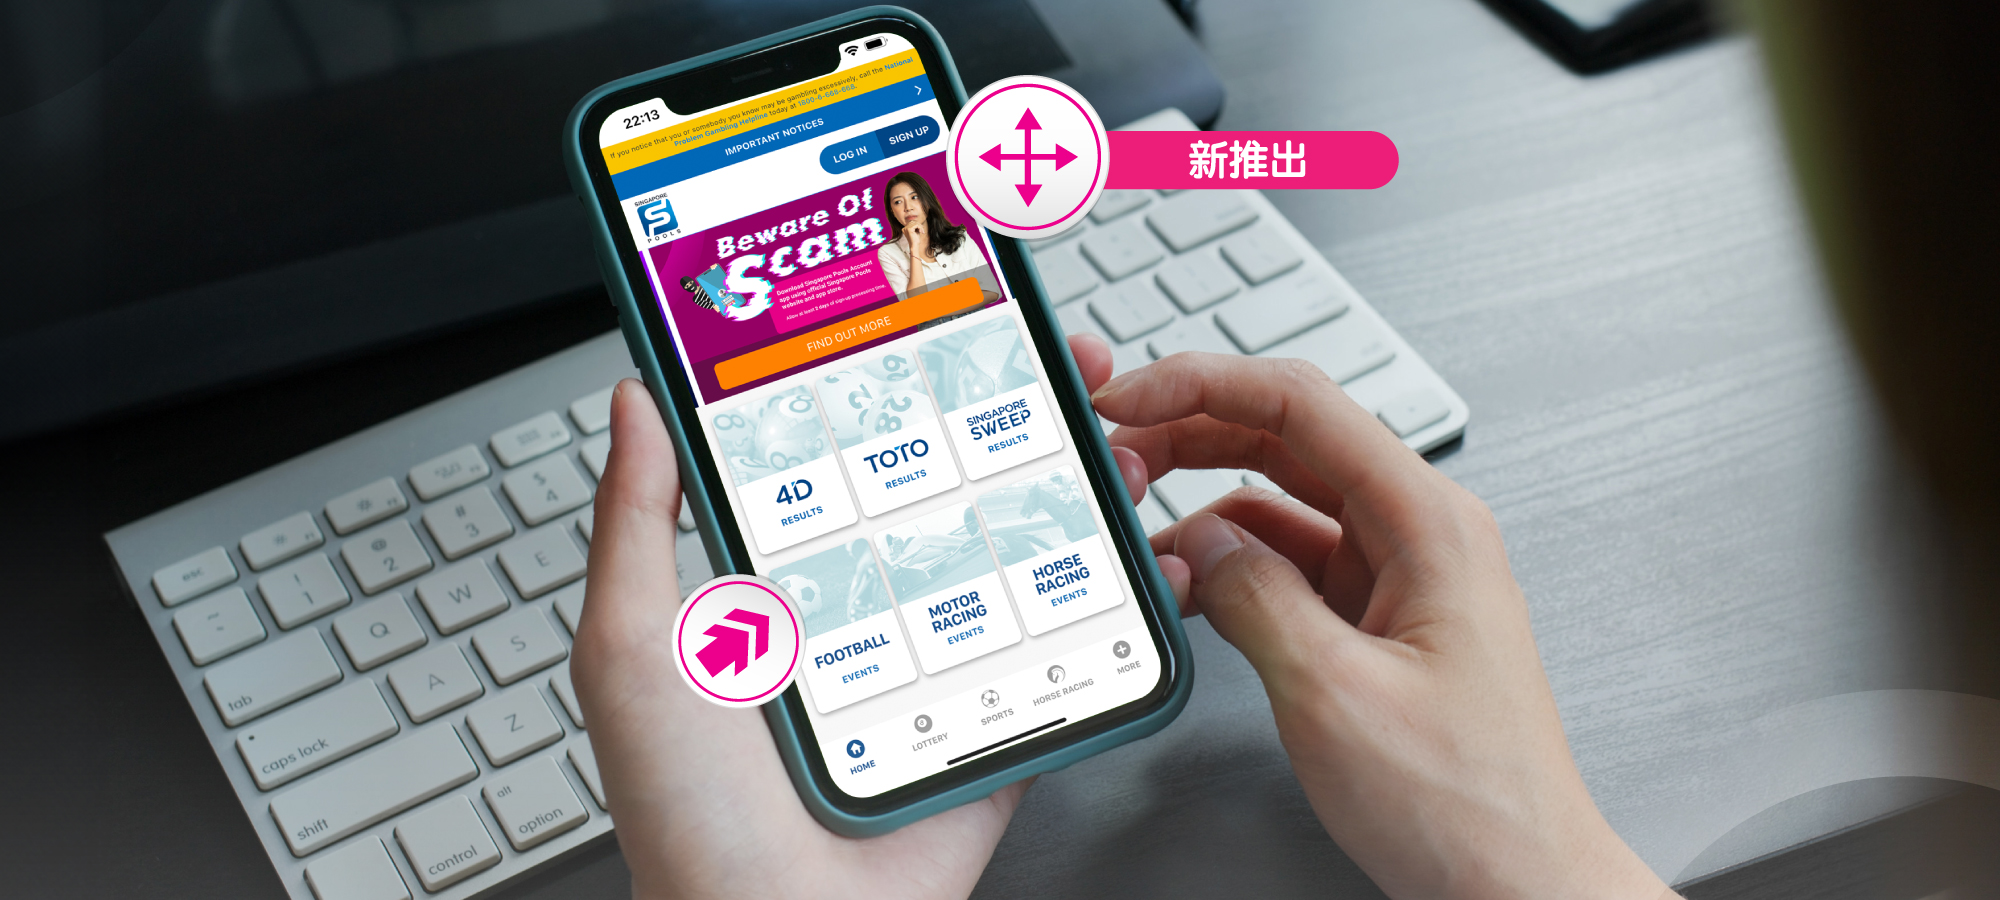 22:13
If you notice that you or somebody you know may be gambling excessively, call the National
Problem Gambling Helpline today at 1800-6-668-668.
IMPORTANT NOTICES
LOG IN
SIGN UP
SINGAPORE
POOLS
Beware Of
Scam
Download Singapore Pools Account
app using official Singapore Pools
website and app store.
Allow at least 2 days of sign-up processing time.
FIND OUT MORE
4D
RESULTS
TOTO
RESULTS
SINGAPORE
SWEEP
RESULTS
FOOTBALL
EVENTS
MOTOR
RACING
EVENTS
HORSE
RACING
EVENTS
HOME
LOTTERY
SPORTS
HORSE RACING
MORE
新推出
esc
!
1
@
2
#
3
$
4
~
tab
Q
W
E
caps lock
A
S
F
shift
Z
control
alt
option